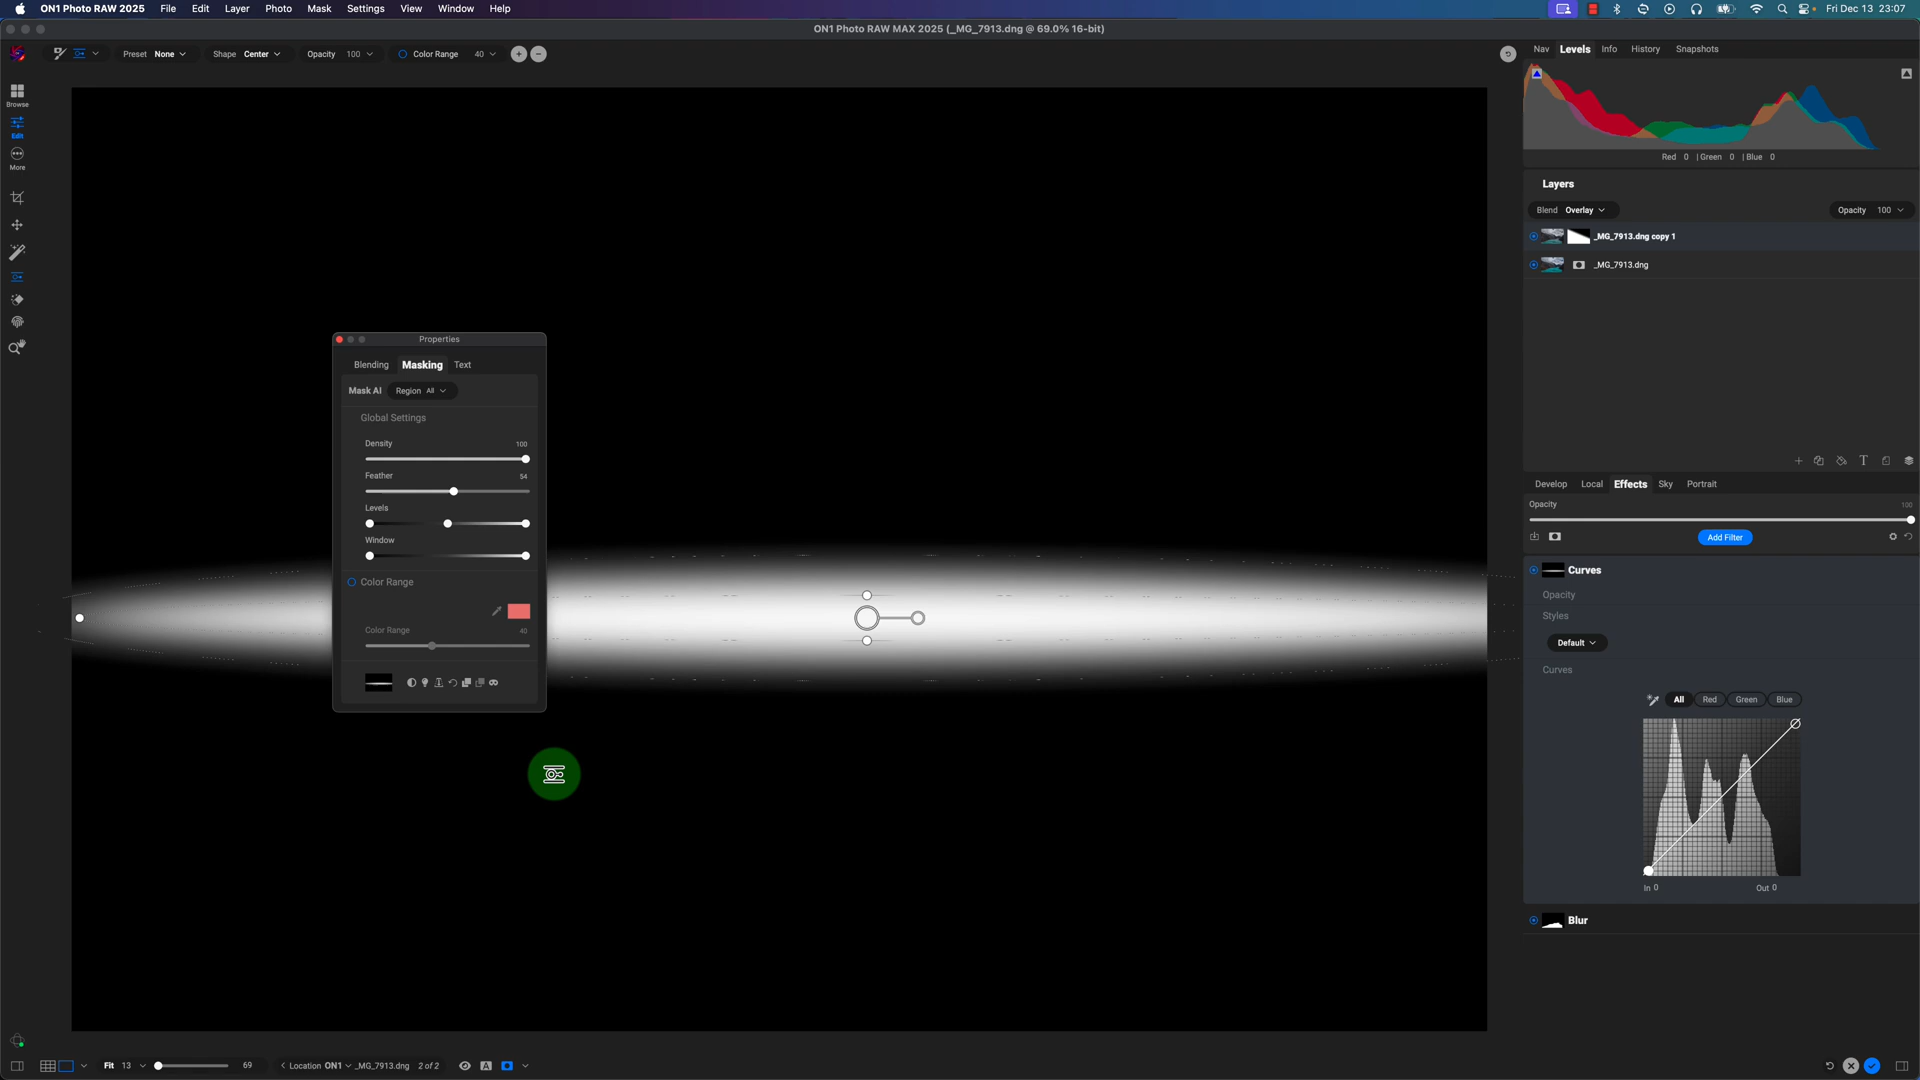 ON1 Photo RAW 2025 File Edit Layer Photo Mask Settings View Window Help Fri Dec 13 23:07
ON1 Photo RAW MAX 2025 (_MG_7913.dng @ 69.0% 16-bit)
Preset None Shape Center Opacity 100 Color Range 40
Nav Levels Info History Snapshots
Browse
Edit
More
Red 0 | Green 0 | Blue 0
Layers
Blend Overlay Opacity 100
_MG_7913.dng copy 1
_MG_7913.dng
Properties
Blending Masking Text
Mask AI Region All
Global Settings
Density 100
Feather 54
Levels
Window
Color Range
Color Range 40
Develop Local Effects Sky Portrait
Opacity 100
Add Filter
Curves
Opacity
Styles
Default
Curves
All Red Green Blue
In 0 Out 0
Blur
Fit 13 69 Location ON1 _MG_7913.dng 2 of 2